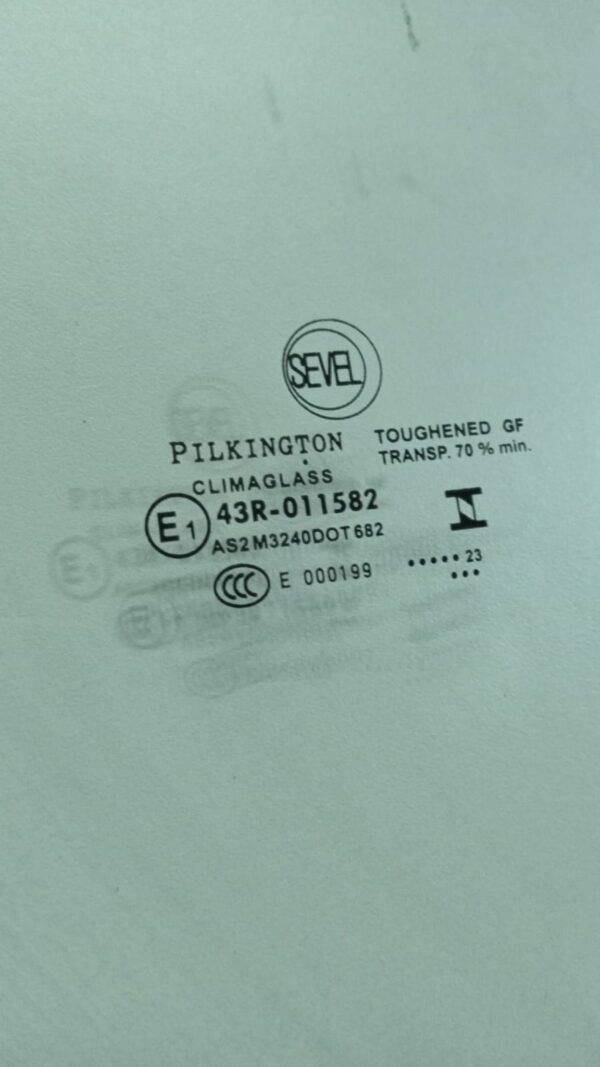 SEVEL
PILKINGTON
TOUGHENED GF
TRANSP. 70 % min.
CLIMAGLASS
E1 43R-011582
AS2 M3240 DOT 682
CCC E 000199
..... 23
...